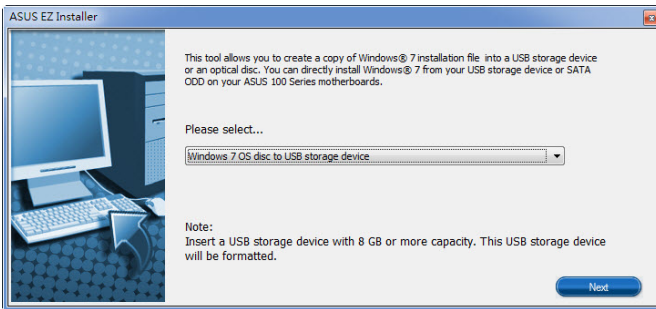 ASUS EZ Installer
This tool allows you to create a copy of Windows® 7 installation file into a USB storage device
or an optical disc. You can directly install Windows® 7 from your USB storage device or SATA
ODD on your ASUS 100 Series motherboards.
Please select...
Windows 7 OS disc to USB storage device
Note:
Insert a USB storage device with 8 GB or more capacity. This USB storage device
will be formatted.
Next